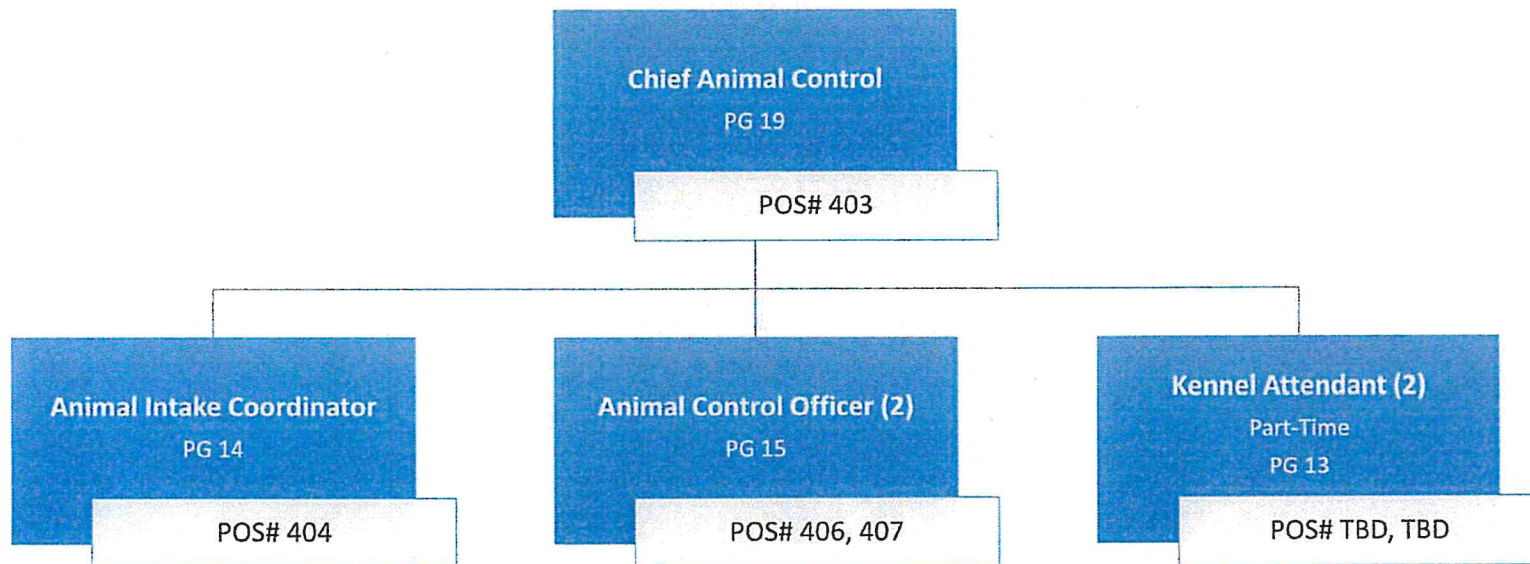 Chief Animal Control
PG 19
POS# 403
Animal Intake Coordinator
PG 14
POS# 404
Animal Control Officer (2)
PG 15
POS# 406, 407
Kennel Attendant (2)
Part-Time
PG 13
POS# TBD, TBD